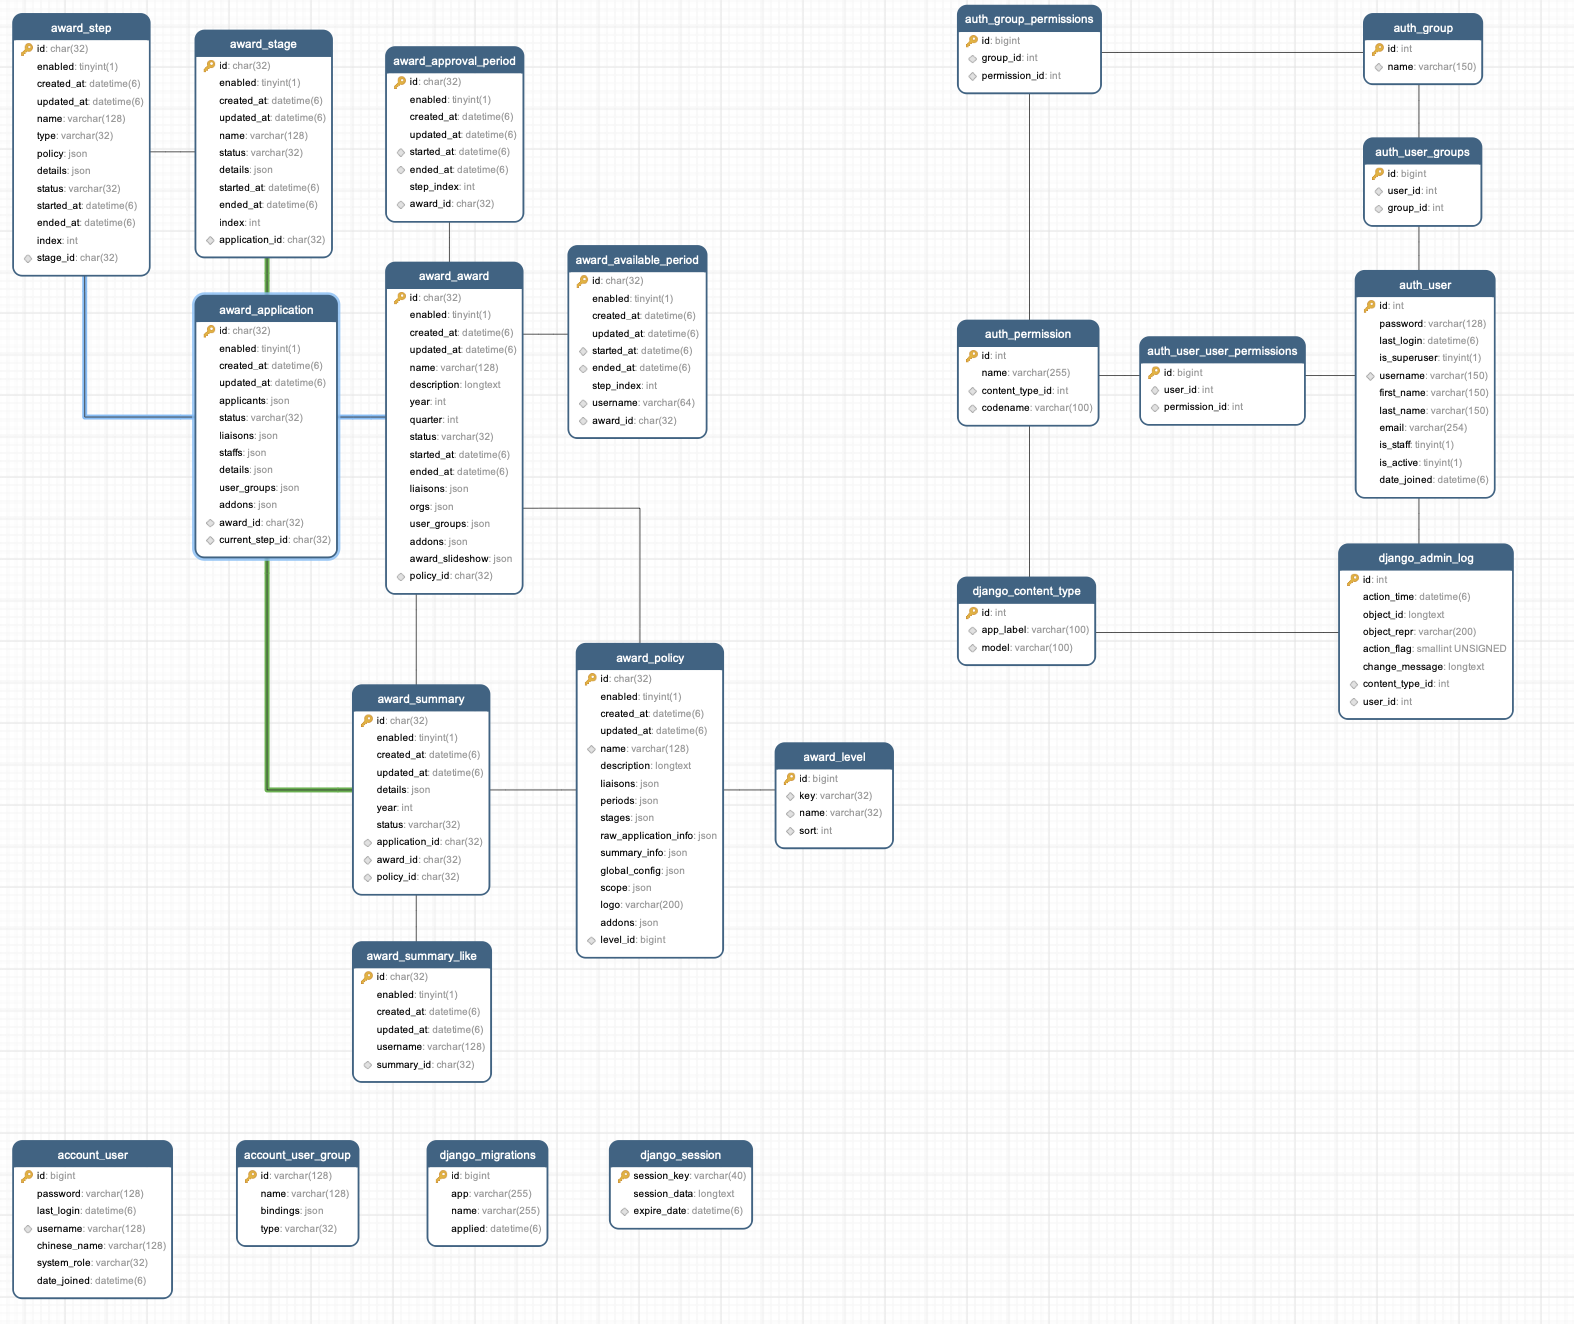 award_step
id: char(32)
enabled: tinyint(1)
created_at: datetime(6)
updated_at: datetime(6)
name: varchar(128)
type: varchar(32)
policy: json
details: json
status: varchar(32)
started_at: datetime(6)
ended_at: datetime(6)
index: int
stage_id: char(32)
award_stage
id: char(32)
enabled: tinyint(1)
created_at: datetime(6)
updated_at: datetime(6)
name: varchar(128)
status: varchar(32)
details: json
started_at: datetime(6)
ended_at: datetime(6)
index: int
application_id: char(32)
award_approval_period
id: char(32)
enabled: tinyint(1)
created_at: datetime(6)
updated_at: datetime(6)
started_at: datetime(6)
ended_at: datetime(6)
step_index: int
award_id: char(32)
award_application
id: char(32)
enabled: tinyint(1)
created_at: datetime(6)
updated_at: datetime(6)
applicants: json
status: varchar(32)
liaisons: json
staffs: json
details: json
user_groups: json
addons: json
award_id: char(32)
current_step_id: char(32)
award_award
id: char(32)
enabled: tinyint(1)
created_at: datetime(6)
updated_at: datetime(6)
name: varchar(128)
description: longtext
year: int
quarter: int
status: varchar(32)
started_at: datetime(6)
ended_at: datetime(6)
liaisons: json
orgs: json
user_groups: json
addons: json
award_slideshow: json
policy_id: char(32)
award_available_period
id: char(32)
enabled: tinyint(1)
created_at: datetime(6)
updated_at: datetime(6)
started_at: datetime(6)
ended_at: datetime(6)
step_index: int
username: varchar(64)
award_id: char(32)
award_summary
id: char(32)
enabled: tinyint(1)
created_at: datetime(6)
updated_at: datetime(6)
details: json
year: int
status: varchar(32)
application_id: char(32)
award_id: char(32)
policy_id: char(32)
award_policy
id: char(32)
enabled: tinyint(1)
created_at: datetime(6)
updated_at: datetime(6)
name: varchar(128)
description: longtext
liaisons: json
periods: json
stages: json
raw_application_info: json
summary_info: json
global_config: json
scope: json
logo: varchar(200)
addons: json
level_id: bigint
award_level
id: bigint
key: varchar(32)
name: varchar(32)
sort: int
award_summary_like
id: char(32)
enabled: tinyint(1)
created_at: datetime(6)
updated_at: datetime(6)
username: varchar(128)
summary_id: char(32)
auth_group_permissions
id: bigint
group_id: int
permission_id: int
auth_group
id: int
name: varchar(150)
auth_user_groups
id: bigint
user_id: int
group_id: int
auth_permission
id: int
name: varchar(255)
content_type_id: int
codename: varchar(100)
auth_user_user_permissions
id: bigint
user_id: int
permission_id: int
auth_user
id: int
password: varchar(128)
last_login: datetime(6)
is_superuser: tinyint(1)
username: varchar(150)
first_name: varchar(150)
last_name: varchar(150)
email: varchar(254)
is_staff: tinyint(1)
is_active: tinyint(1)
date_joined: datetime(6)
django_content_type
id: int
app_label: varchar(100)
model: varchar(100)
django_admin_log
id: int
action_time: datetime(6)
object_id: longtext
object_repr: varchar(200)
action_flag: smallint UNSIGNED
change_message: longtext
content_type_id: int
user_id: int
account_user
id: bigint
password: varchar(128)
last_login: datetime(6)
username: varchar(128)
chinese_name: varchar(128)
system_role: varchar(32)
date_joined: datetime(6)
account_user_group
id: varchar(128)
name: varchar(128)
bindings: json
type: varchar(32)
django_migrations
id: bigint
app: varchar(255)
name: varchar(255)
applied: datetime(6)
django_session
session_key: varchar(40)
session_data: longtext
expire_date: datetime(6)